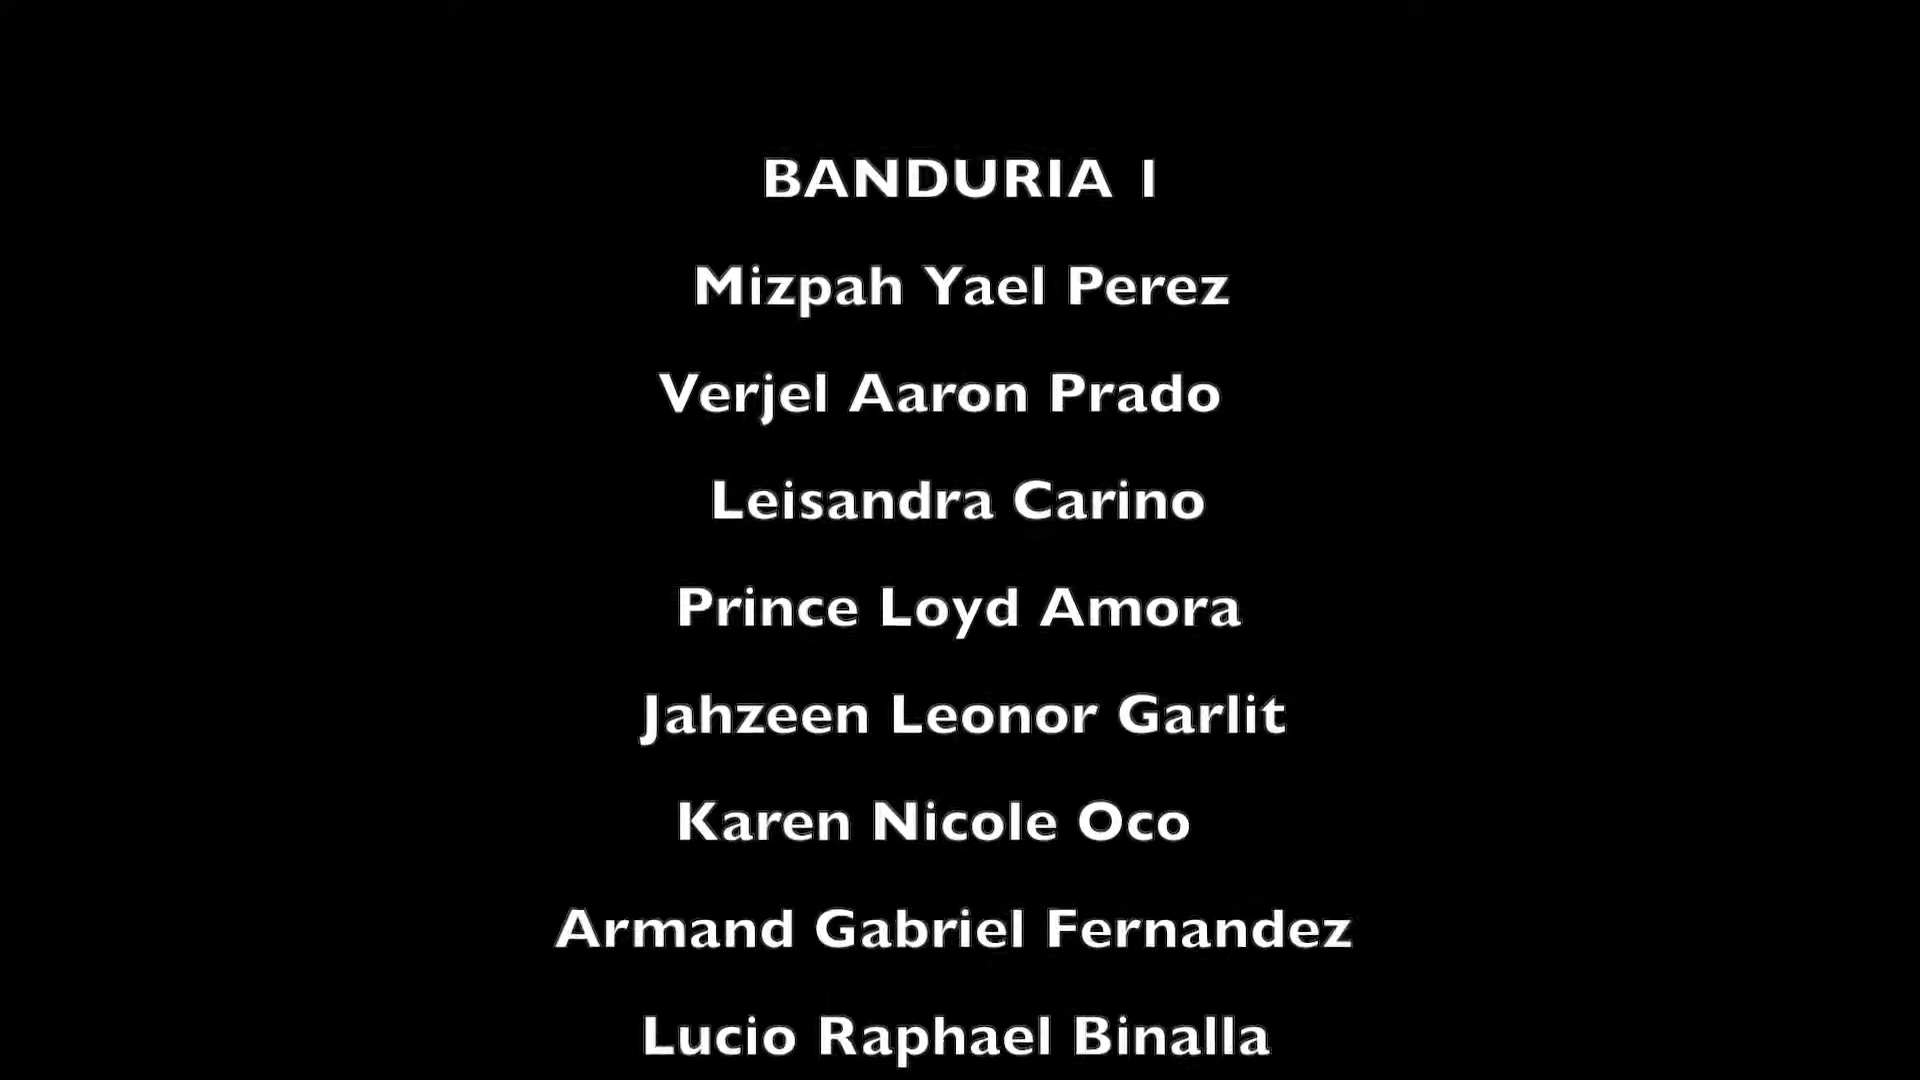 BANDURIA 1
Mizpah Yael Perez
Verjel Aaron Prado
Leisandra Carino
Prince Loyd Amora
Jahzeen Leonor Garlit
Karen Nicole Oco
Armand Gabriel Fernandez
Lucio Raphael Binalla